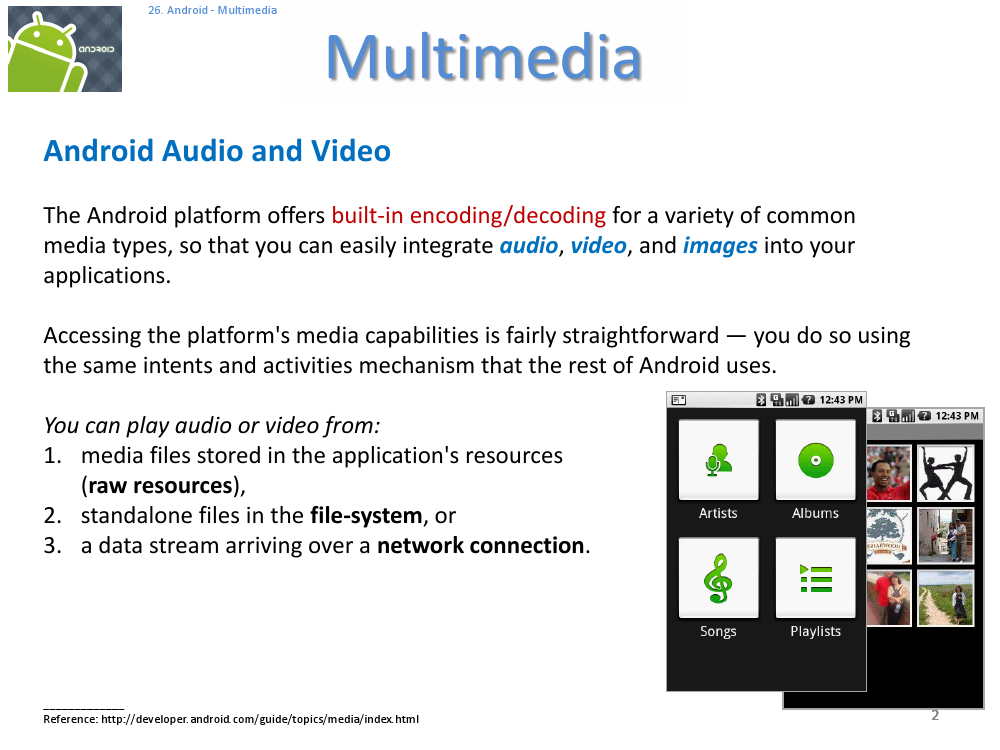 26. Android - Multimedia
ANDROID
Multimedia
Android Audio and Video
The Android platform offers built-in encoding/decoding for a variety of common
media types, so that you can easily integrate audio, video, and images into your
applications.
Accessing the platform's media capabilities is fairly straightforward — you do so using
the same intents and activities mechanism that the rest of Android uses.
You can play audio or video from:
1. media files stored in the application's resources
(raw resources),
2. standalone files in the file-system, or
3. a data stream arriving over a network connection.
12:43 PM
12:43 PM
Artists
Albums
Songs
Playlists
_____________
Reference: http://developer.android.com/guide/topics/media/index.html
2